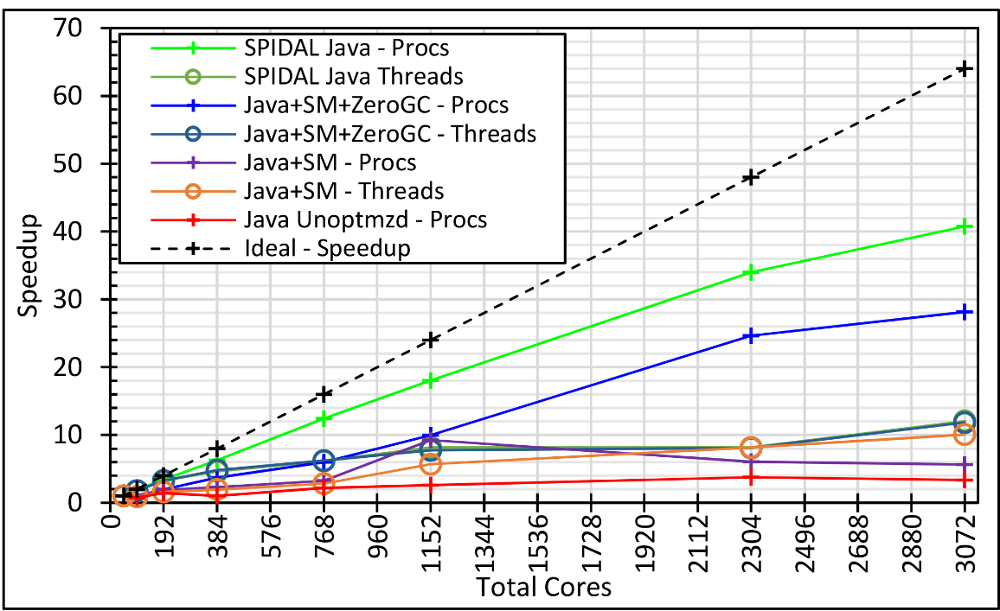 70
60
50
40
30
20
10
0
Speedup
SPIDAL Java - Procs
SPIDAL Java Threads
Java+SM+ZeroGC - Procs
Java+SM+ZeroGC - Threads
Java+SM - Procs
Java+SM - Threads
Java Unoptmzd - Procs
Ideal - Speedup
0
192
384
576
768
960
1152
1344
1536
1728
1920
2112
2304
2496
2688
2880
3072
Total Cores